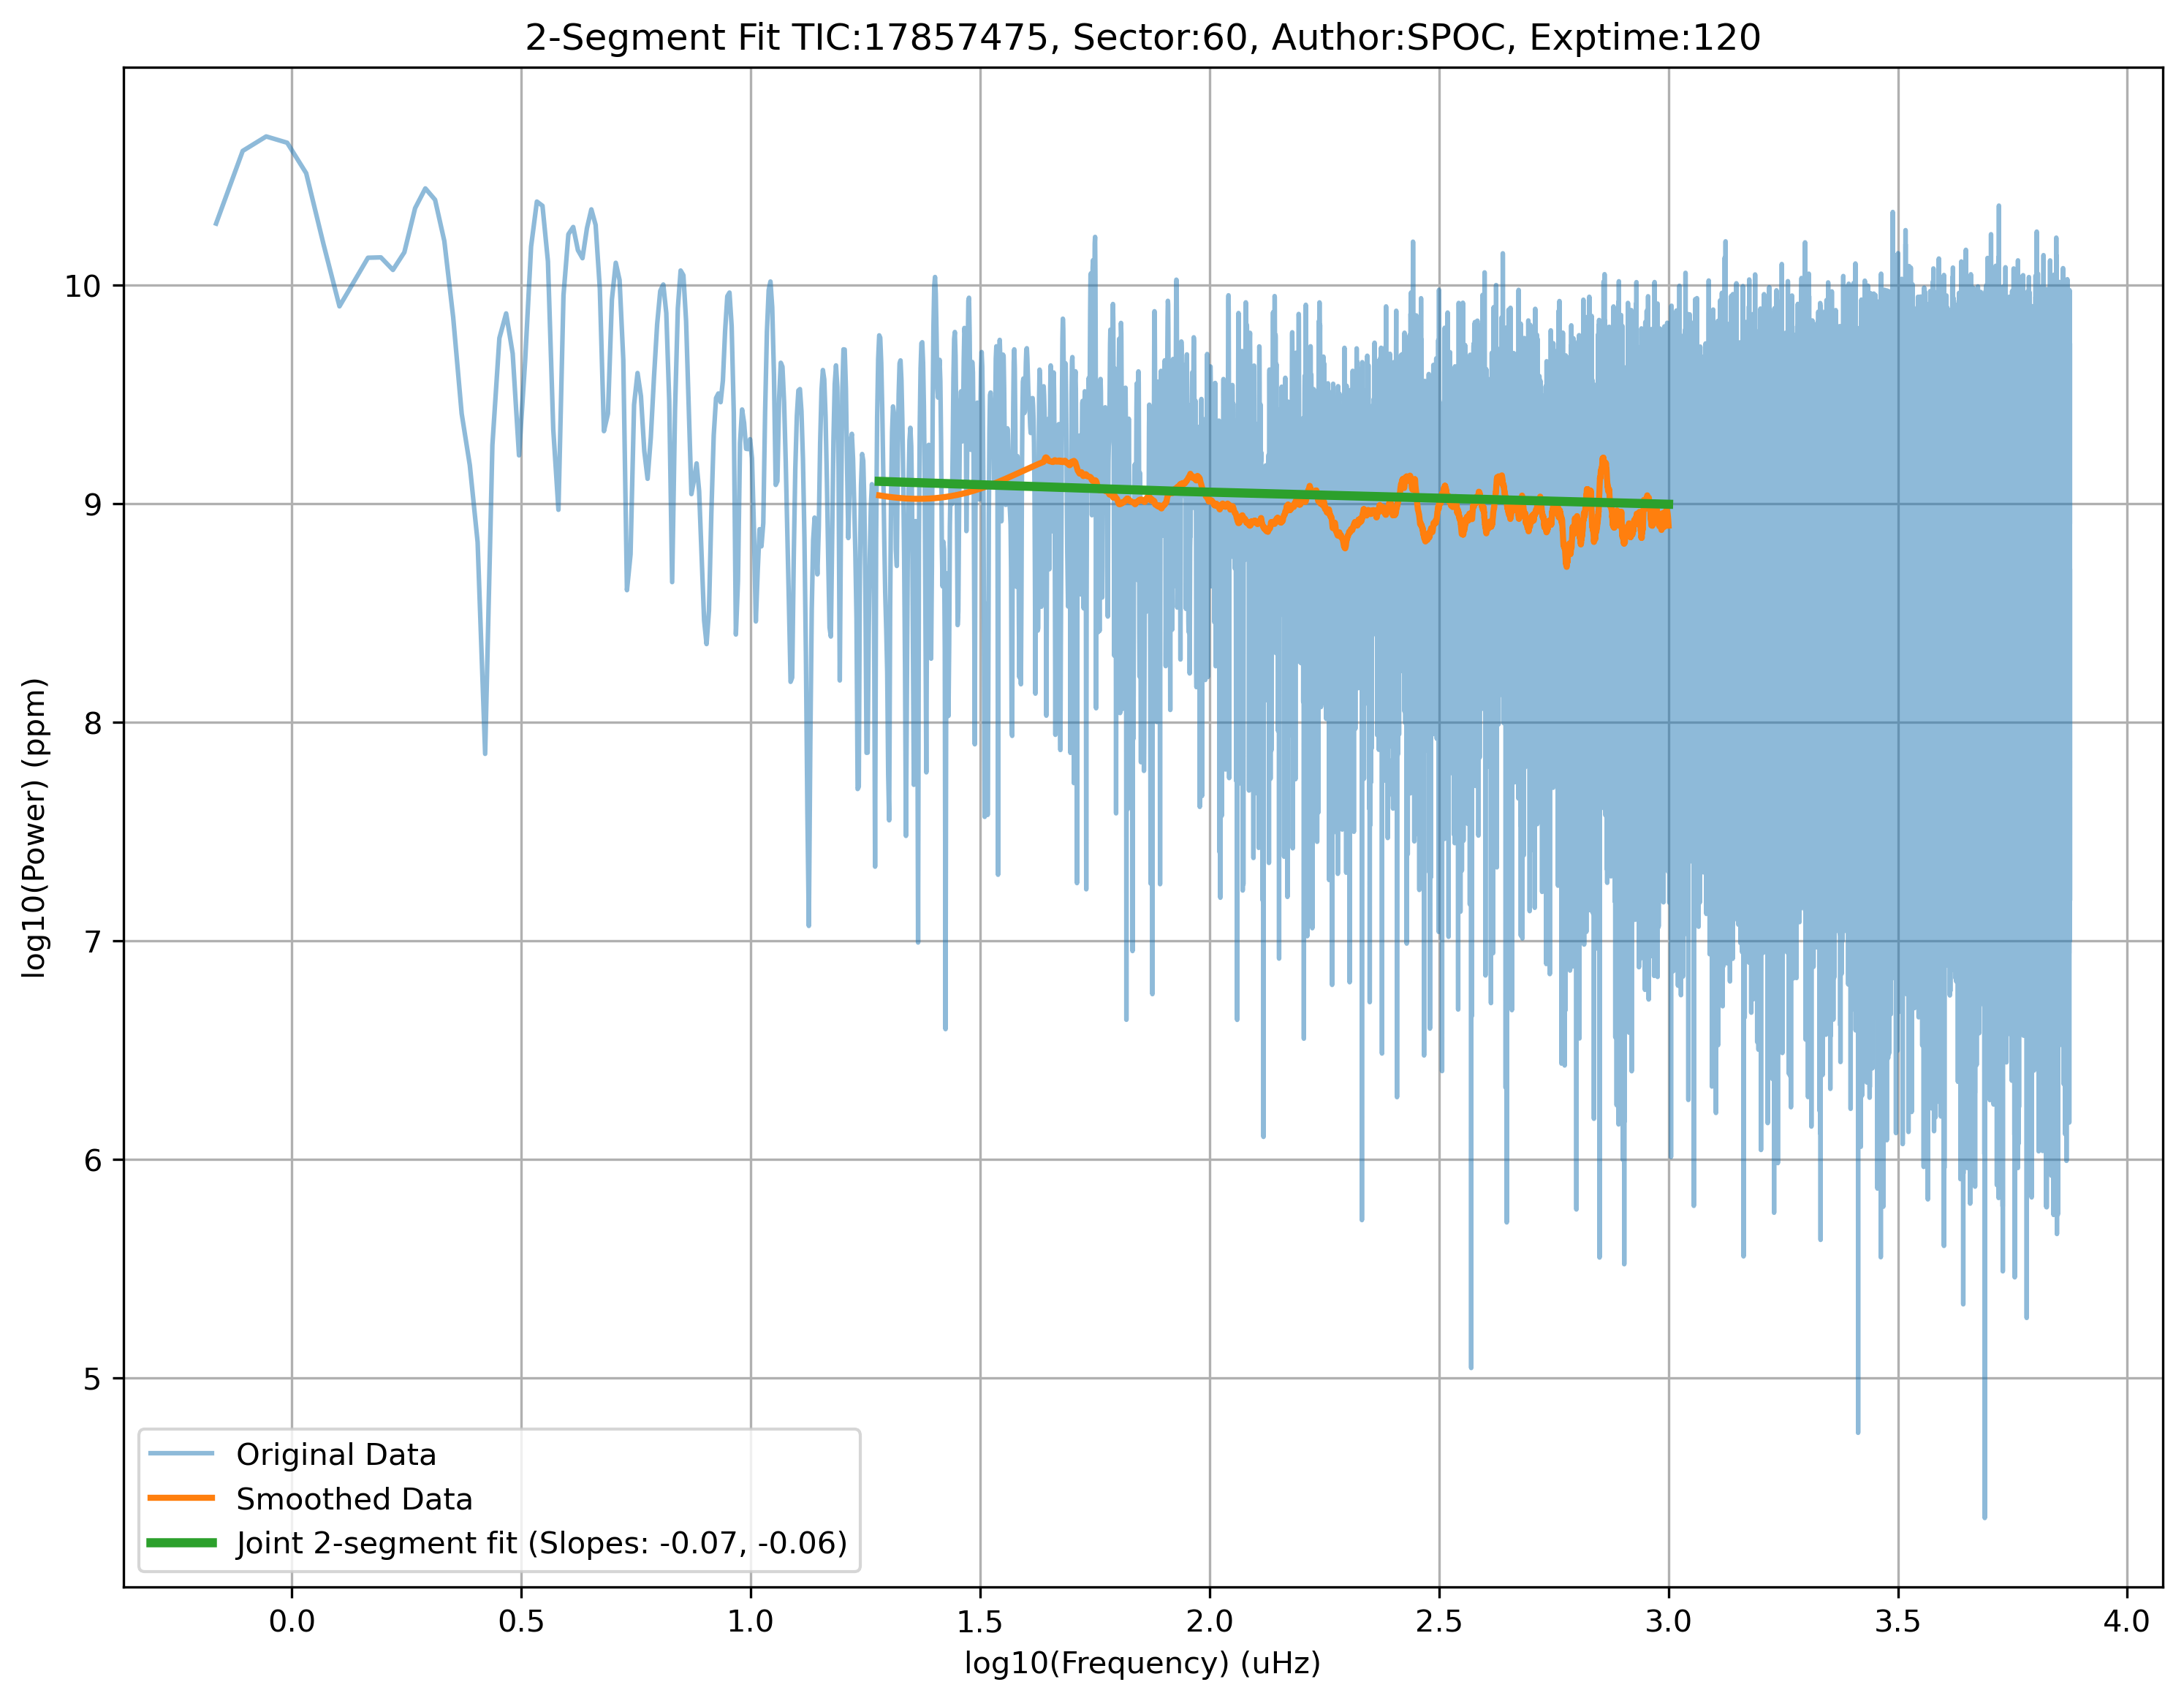 2-Segment Fit TIC:17857475, Sector:60, Author:SPOC, Exptime:120
log10(Power) (ppm)
10
9
8
7
6
5
Original Data
Smoothed Data
Joint 2-segment fit (Slopes: -0.07, -0.06)
0.0 0.5 1.0 1.5 2.0 2.5 3.0 3.5 4.0
log10(Frequency) (uHz)